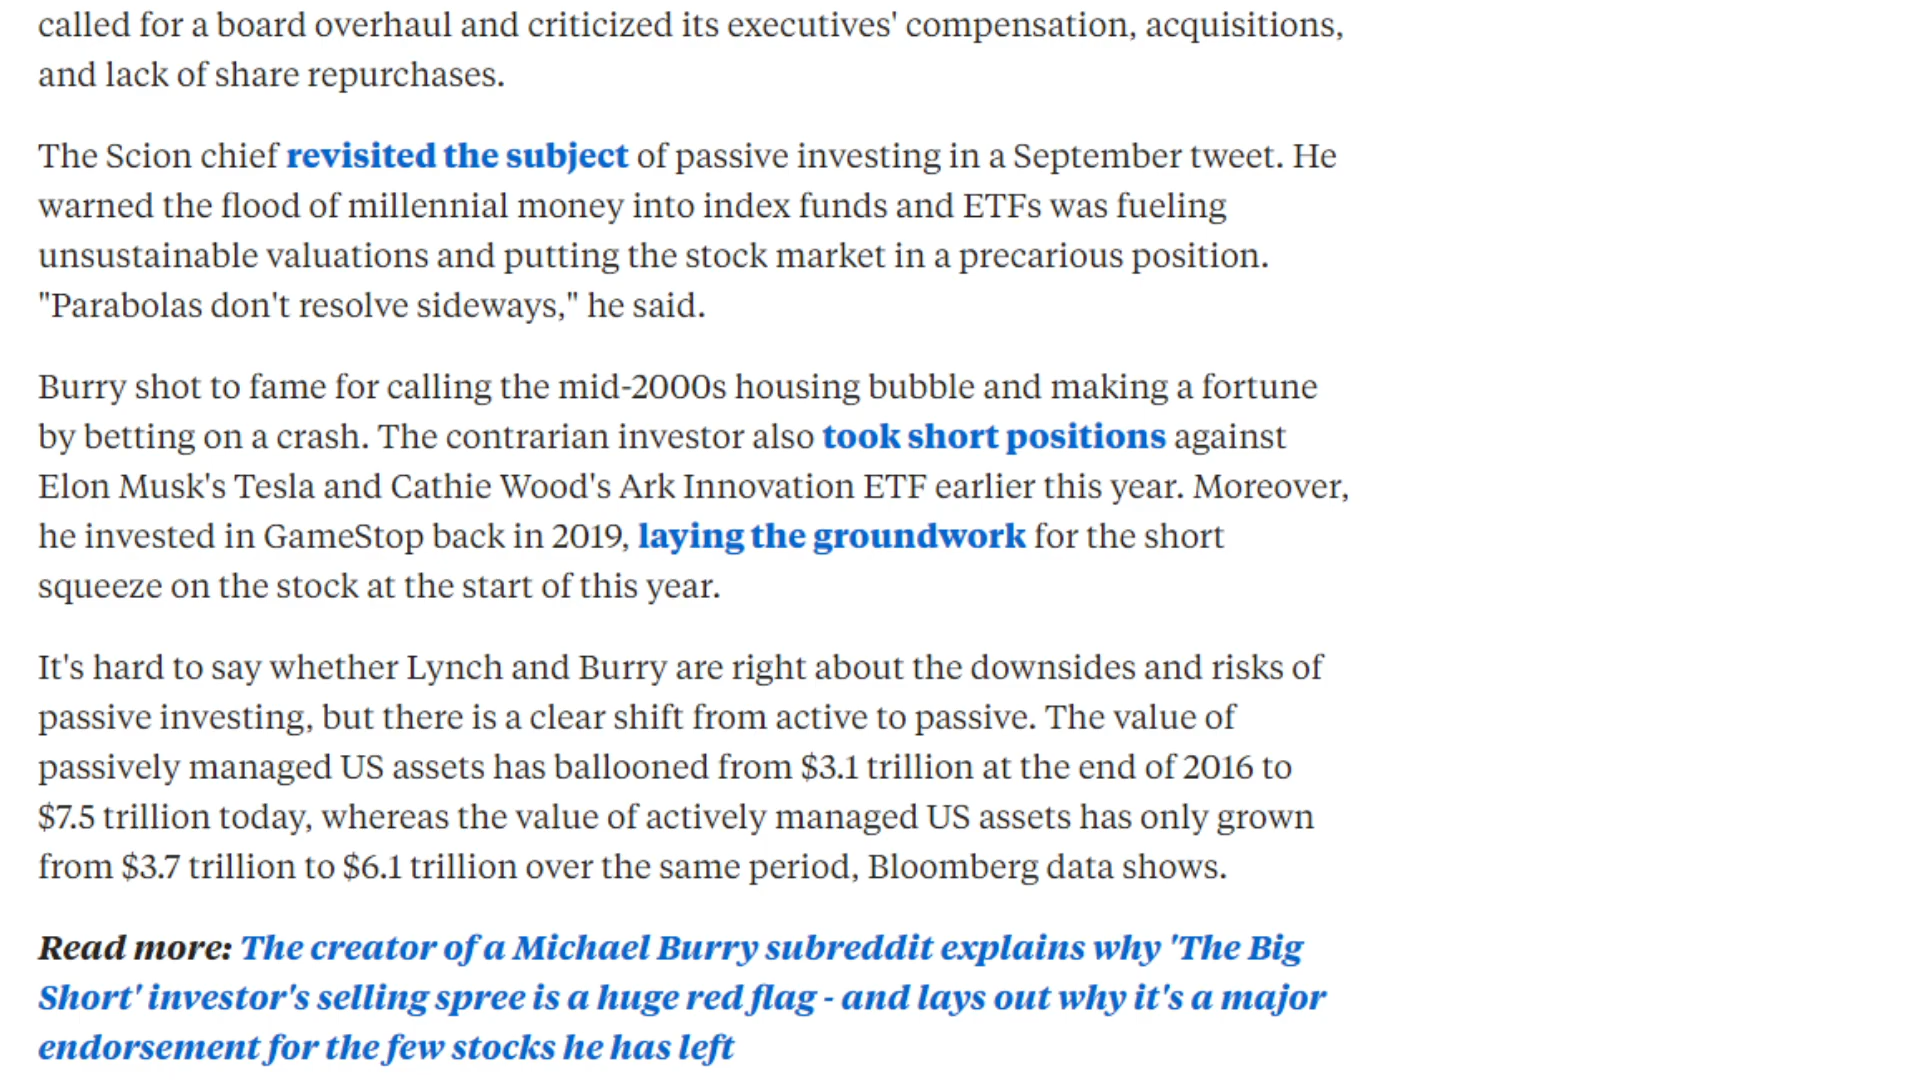 called for a board overhaul and criticized its executives' compensation, acquisitions,
and lack of share repurchases.
The Scion chief revisited the subject of passive investing in a September tweet. He
warned the flood of millennial money into index funds and ETFs was fueling
unsustainable valuations and putting the stock market in a precarious position.
"Parabolas don't resolve sideways," he said.
Burry shot to fame for calling the mid-2000s housing bubble and making a fortune
by betting on a crash. The contrarian investor also took short positions against
Elon Musk's Tesla and Cathie Wood's Ark Innovation ETF earlier this year. Moreover,
he invested in GameStop back in 2019, laying the groundwork for the short
squeeze on the stock at the start of this year.
It's hard to say whether Lynch and Burry are right about the downsides and risks of
passive investing, but there is a clear shift from active to passive. The value of
passively managed US assets has ballooned from $3.1 trillion at the end of 2016 to
$7.5 trillion today, whereas the value of actively managed US assets has only grown
from $3.7 trillion to $6.1 trillion over the same period, Bloomberg data shows.
Read more: The creator of a Michael Burry subreddit explains why 'The Big
Short' investor's selling spree is a huge red flag - and lays out why it's a major
endorsement for the few stocks he has left